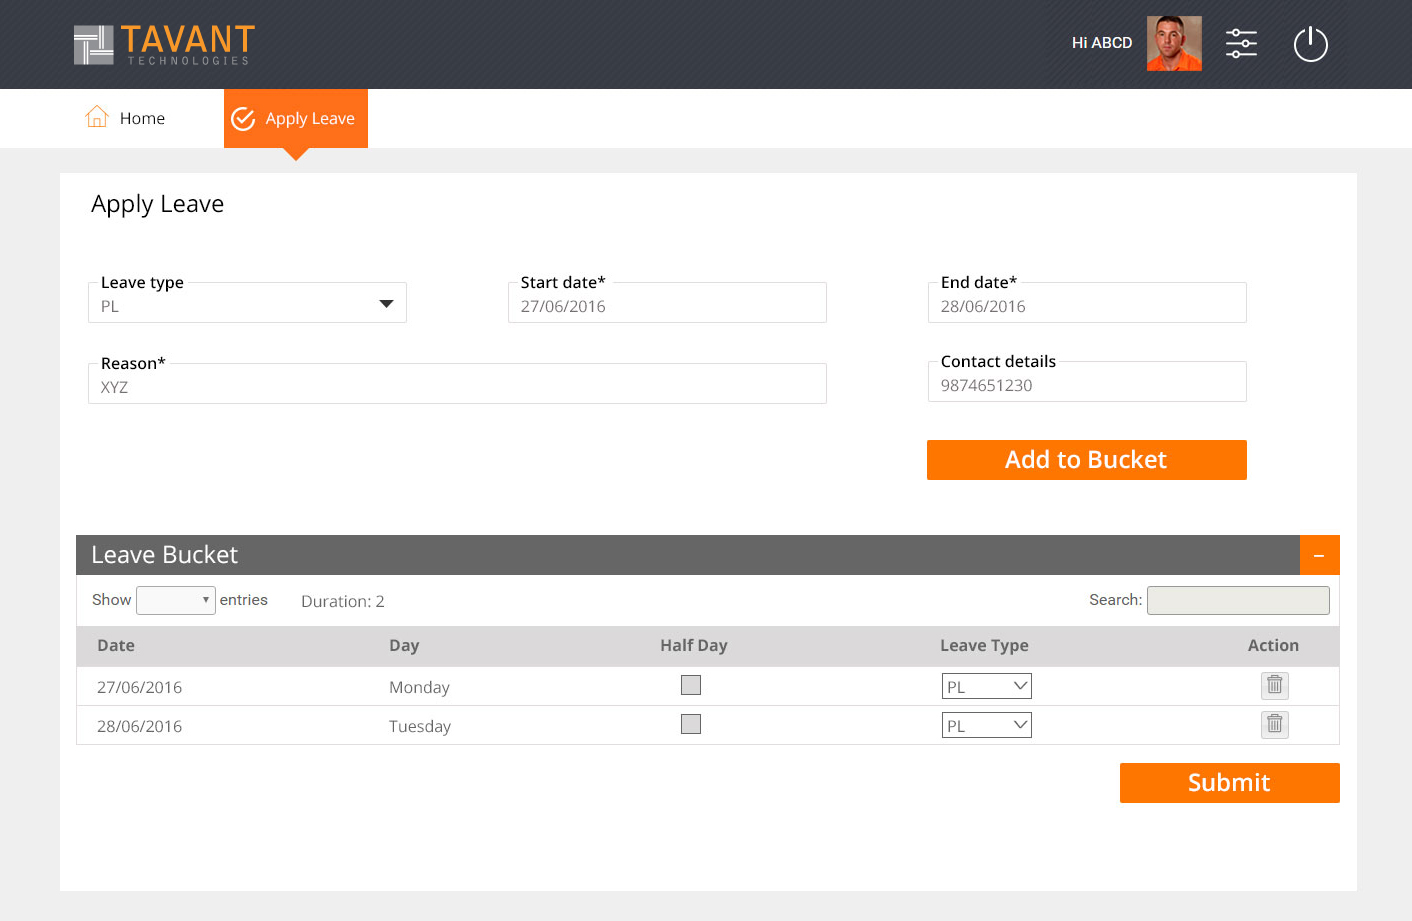 TAVANT
TECHNOLOGIES
Hi ABCD
Home
Apply Leave
Apply Leave
Leave type
PL
Start date*
27/06/2016
End date*
28/06/2016
Reason*
XYZ
Contact details
9874651230
Add to Bucket
Leave Bucket
Show entries Duration: 2 Search:
Date Day Half Day Leave Type Action
27/06/2016 Monday PL
28/06/2016 Tuesday PL
Submit